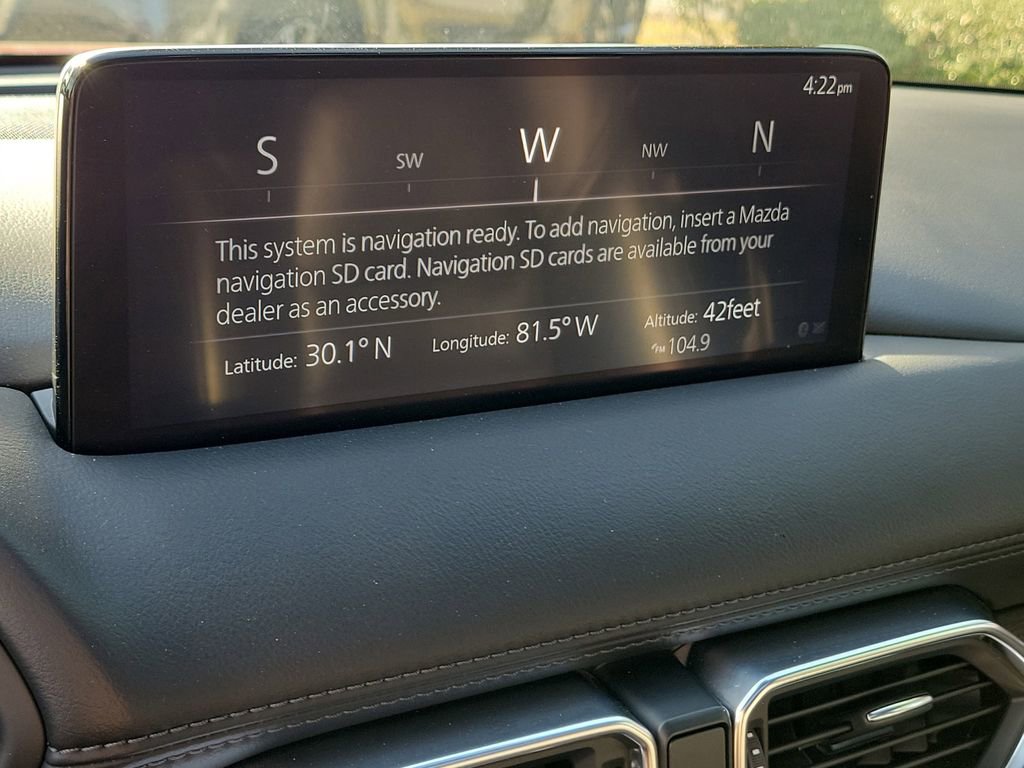 4:22pm
S SW W NW N
This system is navigation ready. To add navigation, insert a Mazda
navigation SD card. Navigation SD cards are available from your
dealer as an accessory.
Latitude: 30.1° N Longitude: 81.5° W Altitude: 42feet
FM 104.9